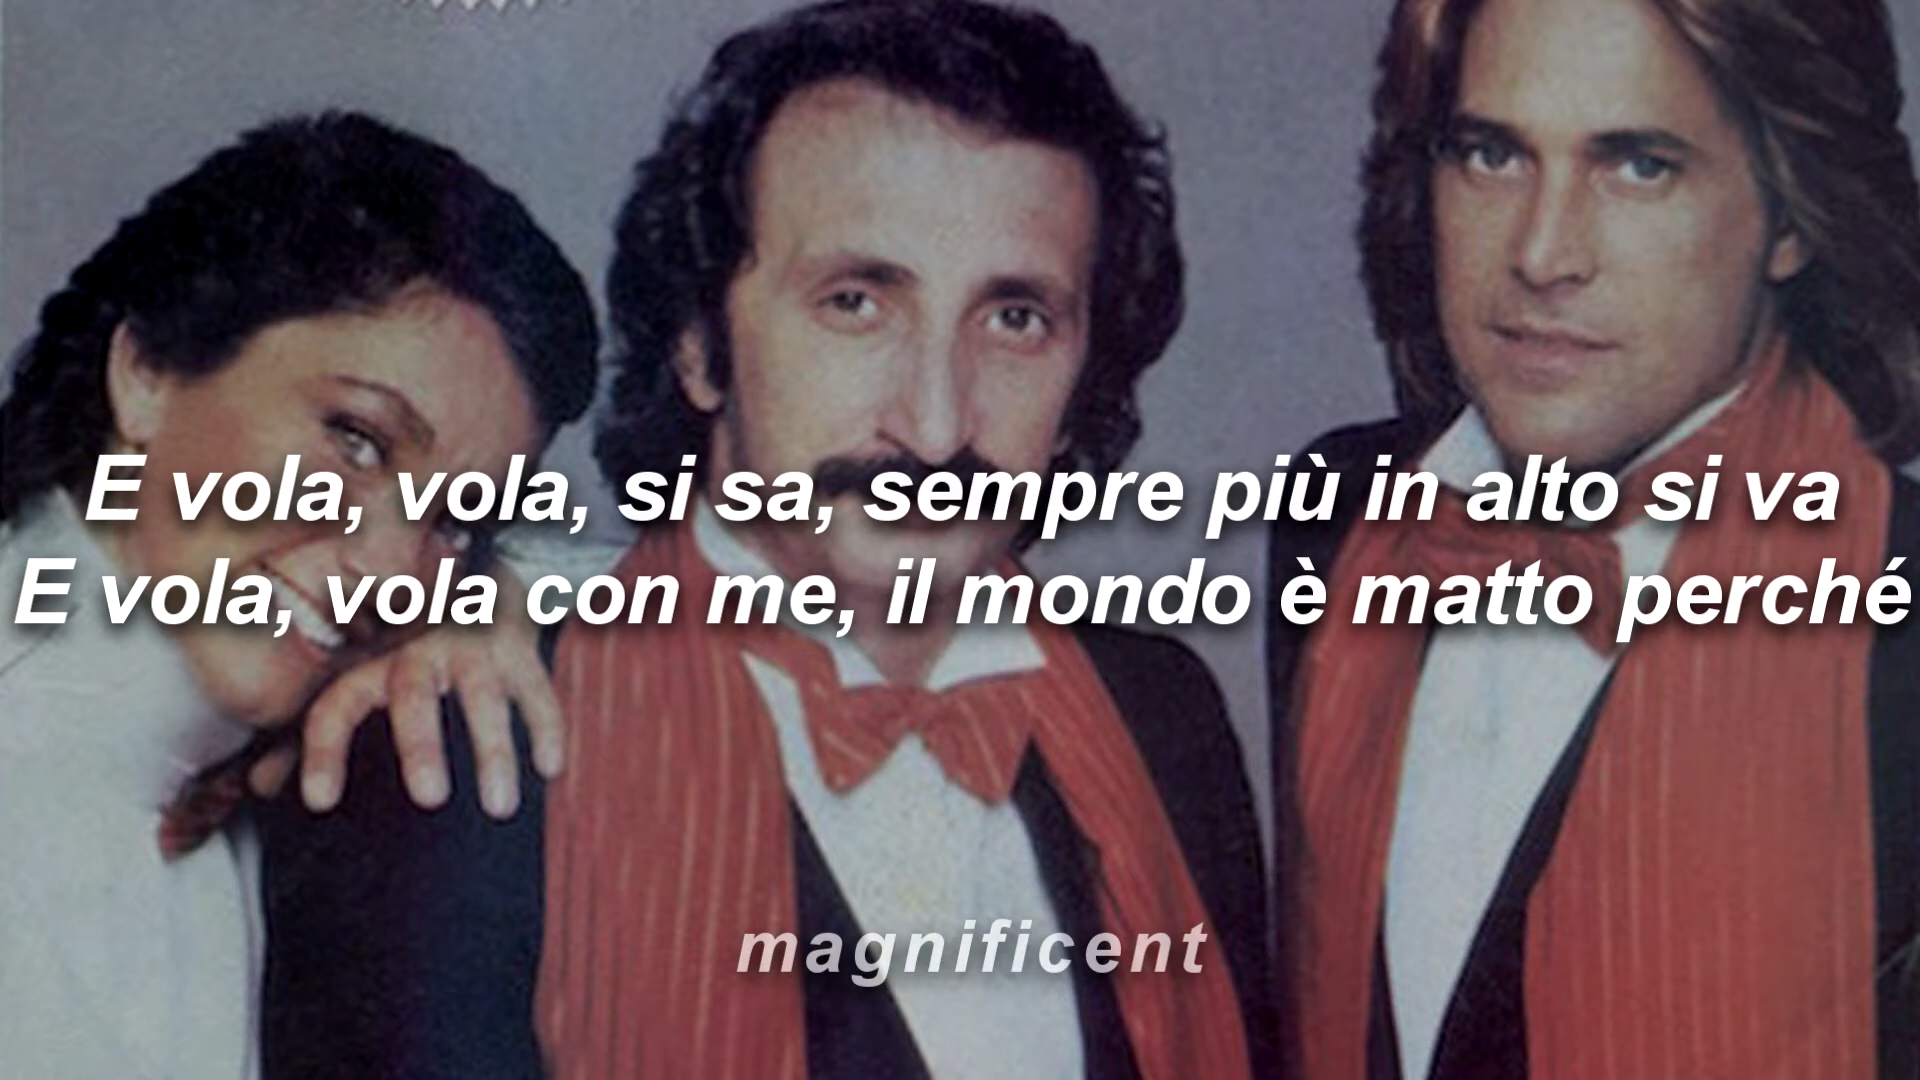 E vola, vola, si sa, sempre più in alto si va
E vola, vola con me, il mondo è matto perché
magnificent